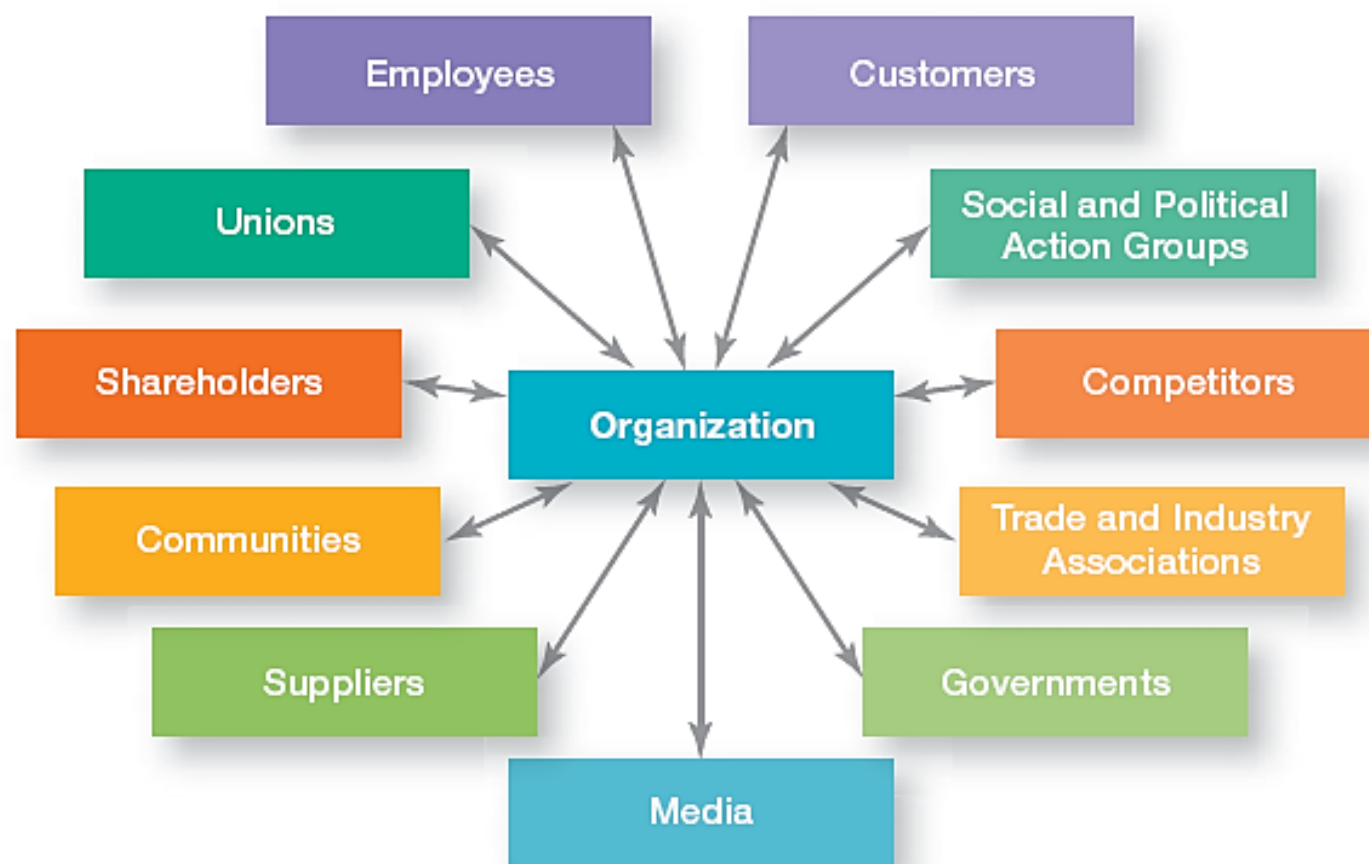 Employees
Customers
Unions
Social and Political
Action Groups
Shareholders
Competitors
Organization
Communities
Trade and Industry
Associations
Suppliers
Governments
Media